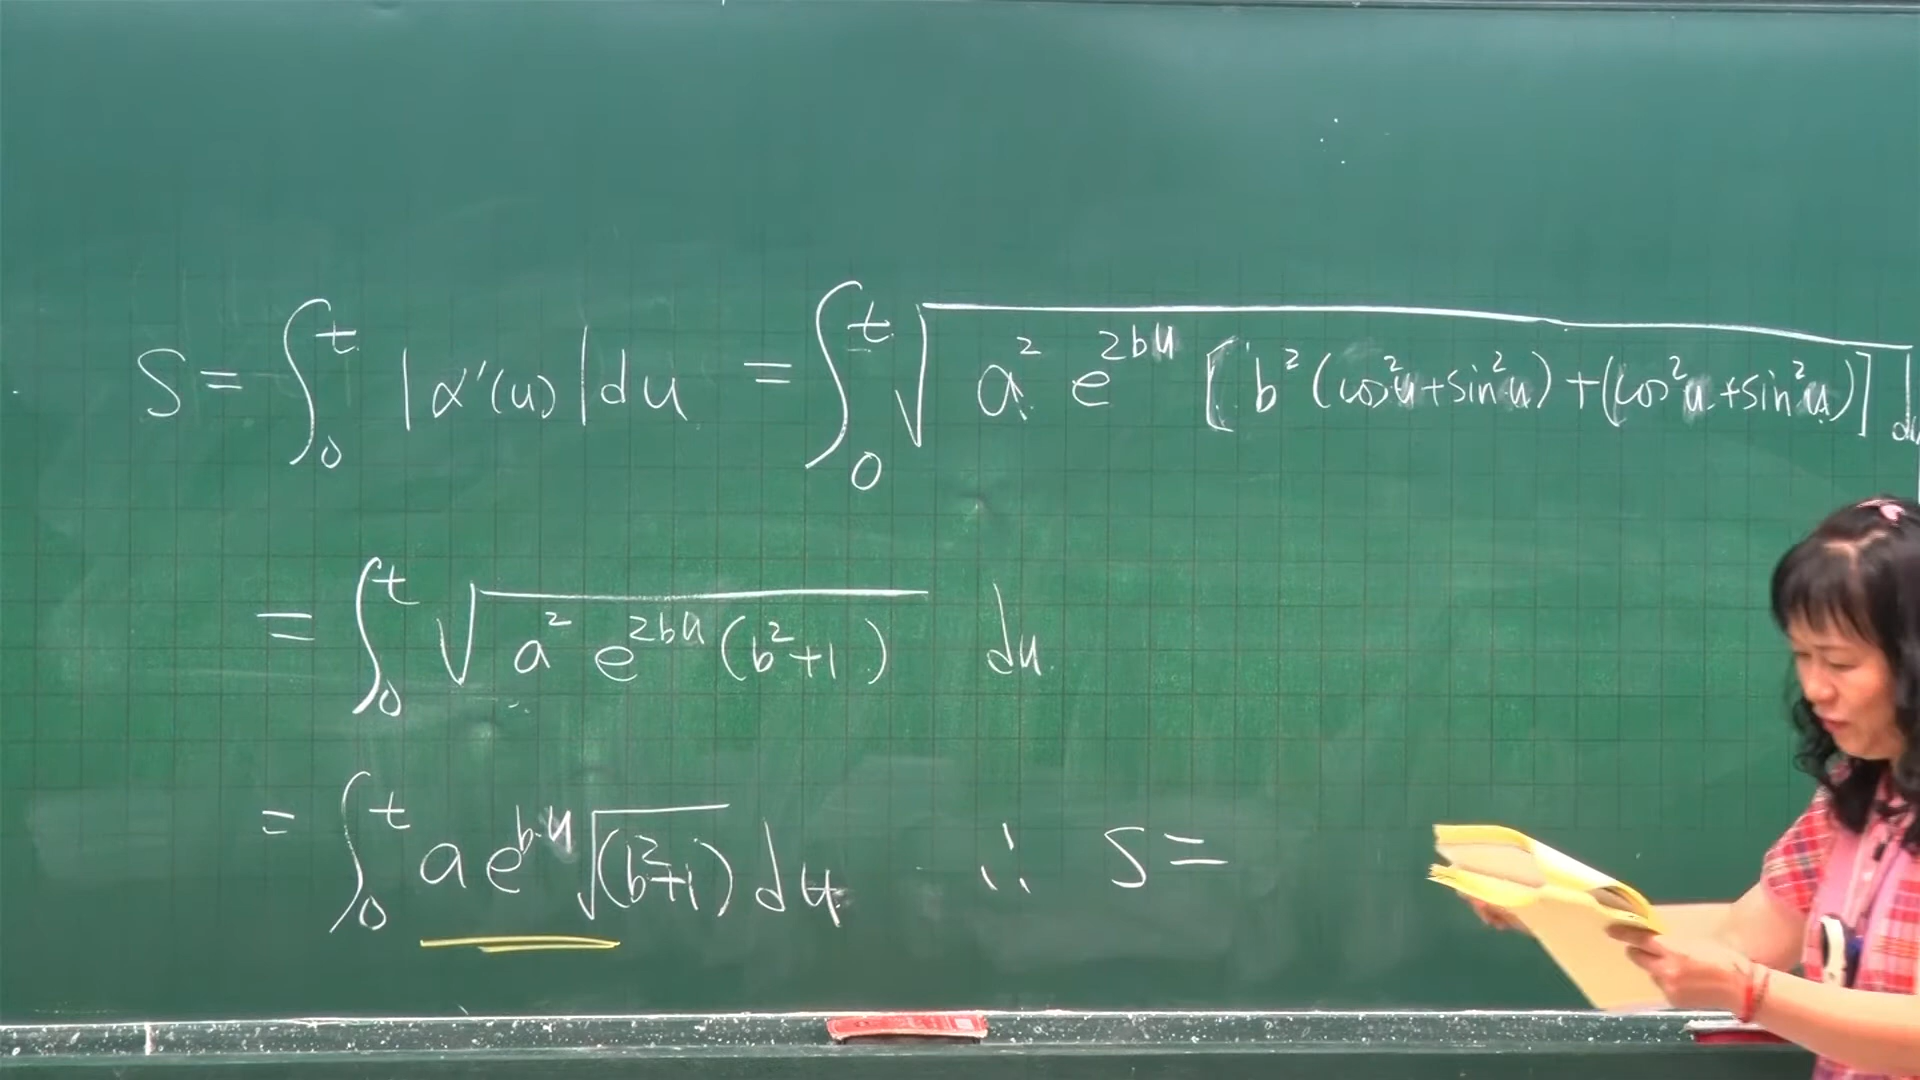 S = ∫₀ᵗ |α'(u)| du = ∫₀ᵗ √(a² e^{2bu} [b²(cos²u + sin²u) + (cos²u + sin²u)]) du
= ∫₀ᵗ √(a² e^{2bu} (b²+1)) du
= ∫₀ᵗ a e^{bu} √(b²+1) du ∴ S =